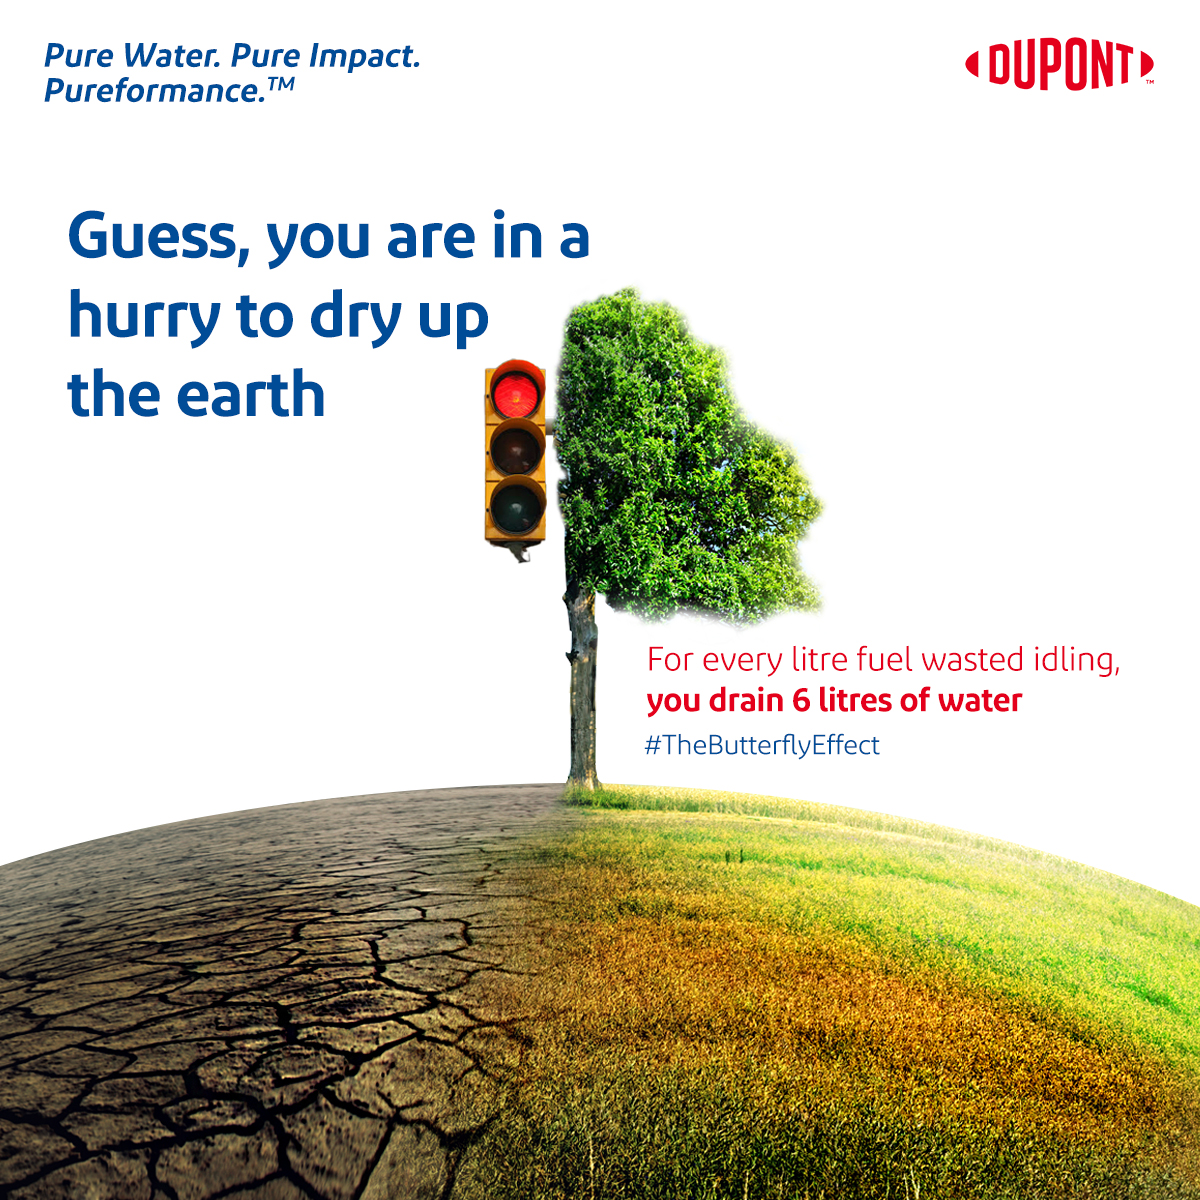 Pure Water. Pure Impact.
Pureformance.™
DUPONT™
Guess, you are in a
hurry to dry up
the earth
For every litre fuel wasted idling,
you drain 6 litres of water
#TheButterflyEffect